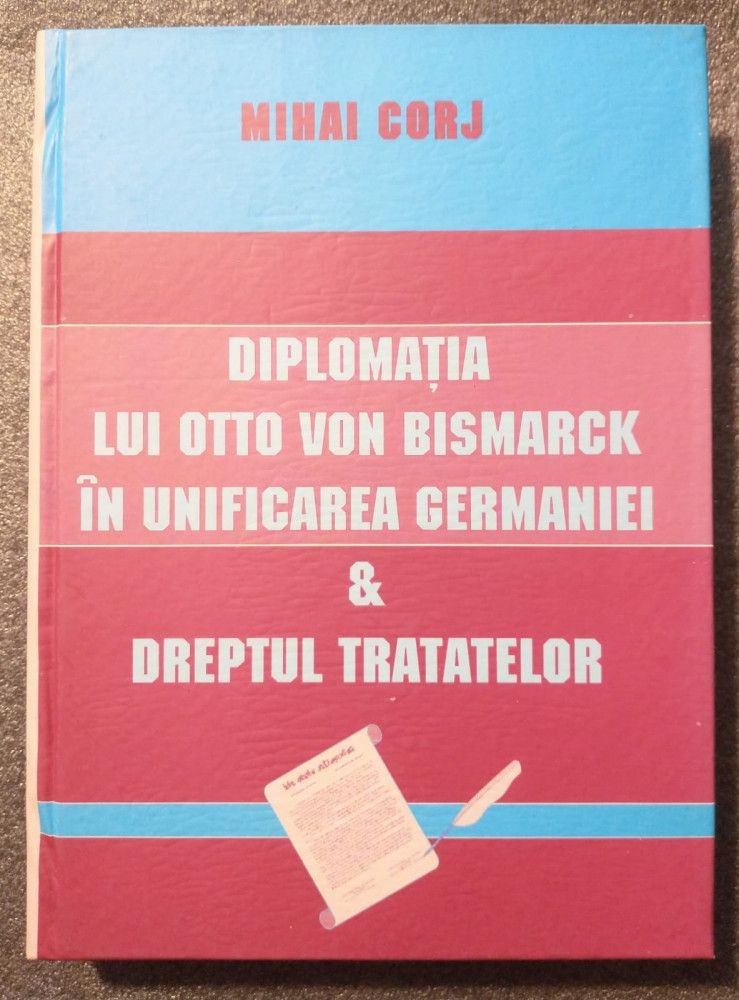 MIHAI CORJ
DIPLOMAȚIA
LUI OTTO VON BISMARCK
ÎN UNIFICAREA GERMANIEI
&
DREPTUL TRATATELOR